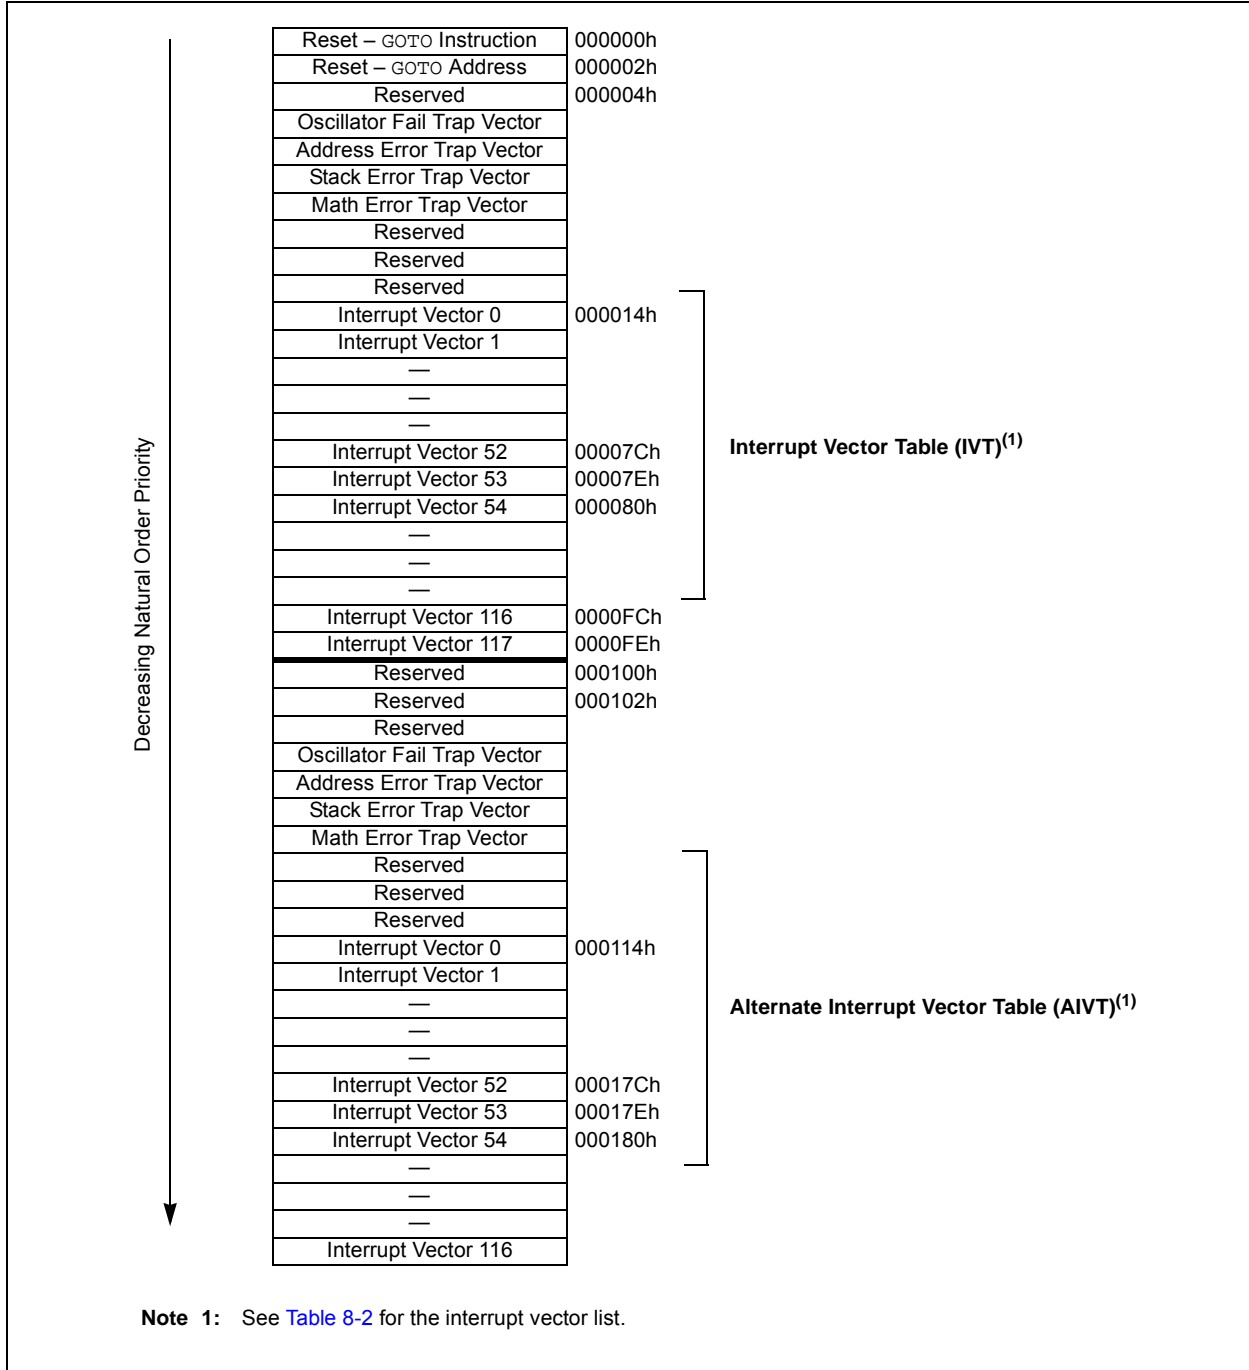 Reset – GOTO Instruction 000000h
Reset – GOTO Address 000002h
Reserved 000004h
Oscillator Fail Trap Vector
Address Error Trap Vector
Stack Error Trap Vector
Math Error Trap Vector
Reserved
Reserved
Reserved
Interrupt Vector 0 000014h
Interrupt Vector 1
—
—
—
Interrupt Vector 52 00007Ch
Interrupt Vector 53 00007Eh
Interrupt Vector 54 000080h
—
—
—
Interrupt Vector 116 0000FCh
Interrupt Vector 117 0000FEh
Reserved 000100h
Reserved 000102h
Reserved
Oscillator Fail Trap Vector
Address Error Trap Vector
Stack Error Trap Vector
Math Error Trap Vector
Reserved
Reserved
Reserved
Interrupt Vector 0 000114h
Interrupt Vector 1
—
—
—
Interrupt Vector 52 00017Ch
Interrupt Vector 53 00017Eh
Interrupt Vector 54 000180h
—
—
—
Interrupt Vector 116
Decreasing Natural Order Priority
Interrupt Vector Table (IVT)(1)
Alternate Interrupt Vector Table (AIVT)(1)
Note 1: See Table 8-2 for the interrupt vector list.